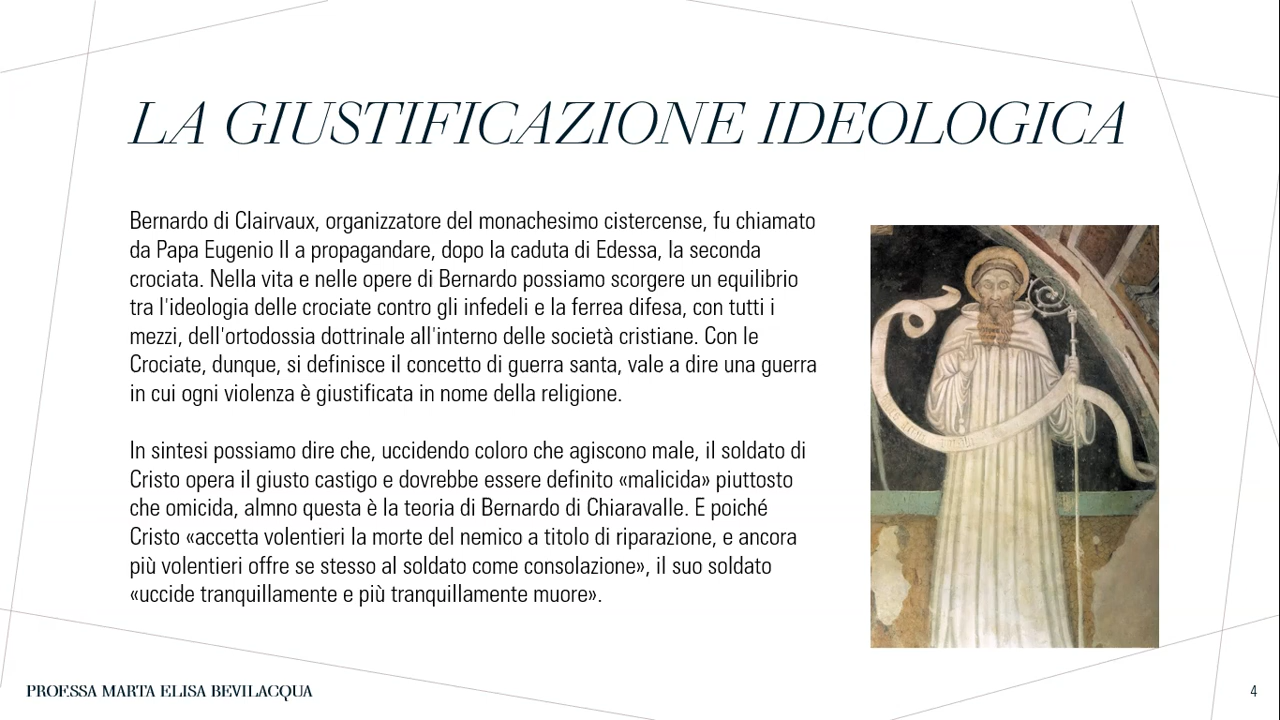 LA GIUSTIFICAZIONE IDEOLOGICA
Bernardo di Clairvaux, organizzatore del monachesimo cistercense, fu chiamato
da Papa Eugenio II a propagandare, dopo la caduta di Edessa, la seconda
crociata. Nella vita e nelle opere di Bernardo possiamo scorgere un equilibrio
tra l'ideologia delle crociate contro gli infedeli e la ferrea difesa, con tutti i
mezzi, dell'ortodossia dottrinale all'interno delle società cristiane. Con le
Crociate, dunque, si definisce il concetto di guerra santa, vale a dire una guerra
in cui ogni violenza è giustificata in nome della religione.
In sintesi possiamo dire che, uccidendo coloro che agiscono male, il soldato di
Cristo opera il giusto castigo e dovrebbe essere definito «malicida» piuttosto
che omicida, almno questa è la teoria di Bernardo di Chiaravalle. E poiché
Cristo «accetta volentieri la morte del nemico a titolo di riparazione, e ancora
più volentieri offre se stesso al soldato come consolazione», il suo soldato
«uccide tranquillamente e più tranquillamente muore».
PROF.SSA MARTA ELISA BEVILACQUA
4